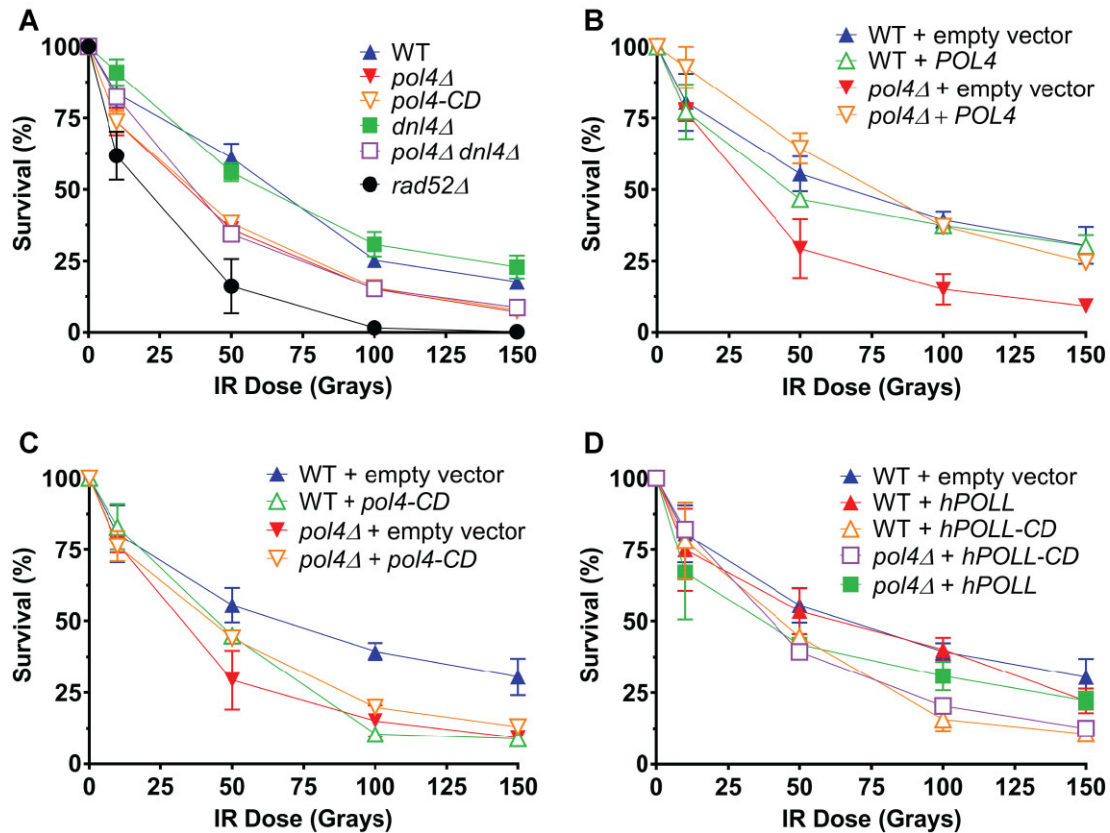 A
Survival (%)
100
75
50
25
0
0 25 50 75 100 125 150
IR Dose (Grays)
WT
pol4Δ
pol4-CD
dnl4Δ
pol4Δ dnl4Δ
rad52Δ
B
Survival (%)
100
75
50
25
0
0 25 50 75 100 125 150
IR Dose (Grays)
WT + empty vector
WT + POL4
pol4Δ + empty vector
pol4Δ + POL4
C
Survival (%)
100
75
50
25
0
0 25 50 75 100 125 150
IR Dose (Grays)
WT + empty vector
WT + pol4-CD
pol4Δ + empty vector
pol4Δ + pol4-CD
D
Survival (%)
100
75
50
25
0
0 25 50 75 100 125 150
IR Dose (Grays)
WT + empty vector
WT + hPOLL
WT + hPOLL-CD
pol4Δ + hPOLL-CD
pol4Δ + hPOLL